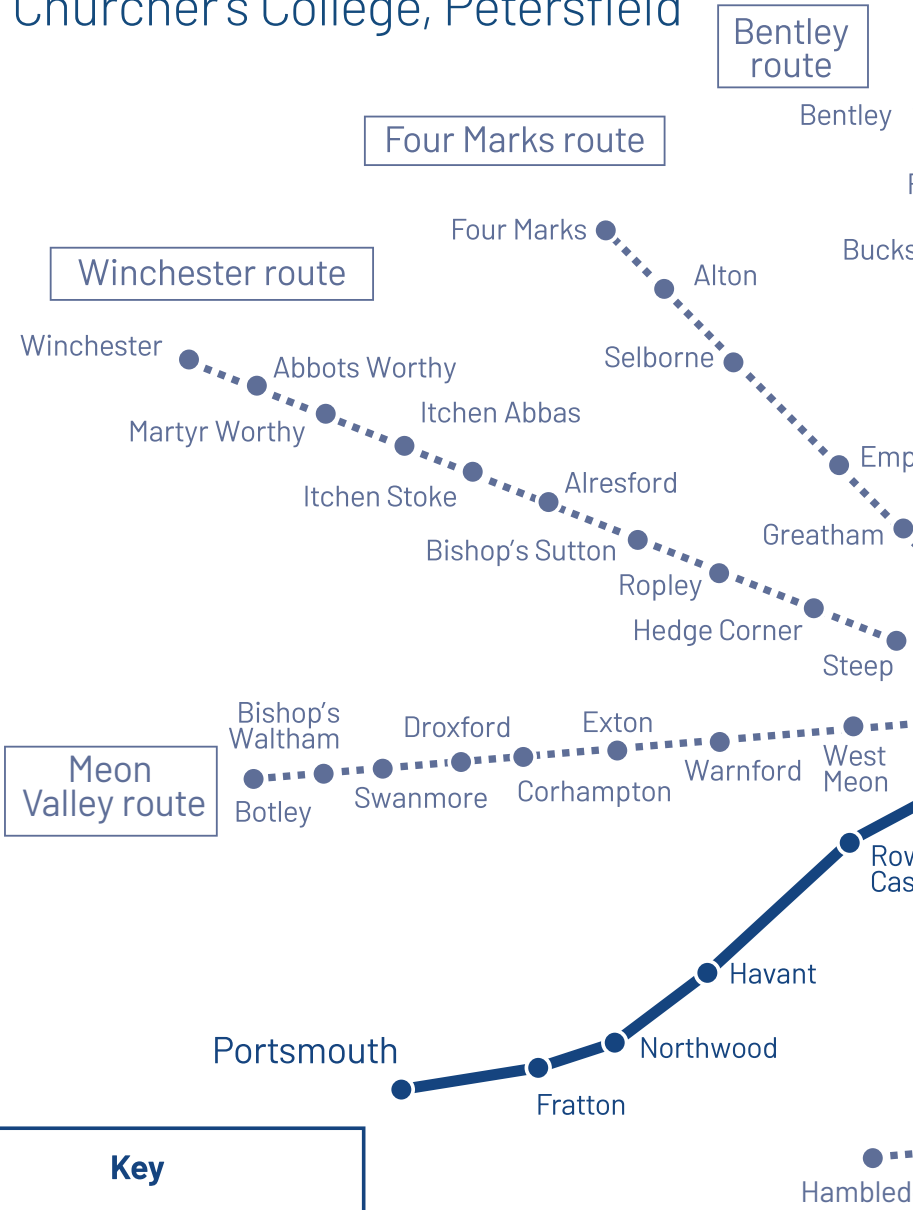 Churcher's College, Petersfield
Bentley
route
Bentley
Four Marks route
Four Marks
Alton
Winchester route
Selborne
Winchester
Abbots Worthy
Itchen Abbas
Martyr Worthy
Alresford
Itchen Stoke
Greatham
Bishop's Sutton
Ropley
Hedge Corner
Steep
Bishop's
Waltham
Droxford
Exton
Meon
Valley route
West
Meon
Warnford
Corhampton
Swanmore
Botley
Havant
Portsmouth
Northwood
Fratton
Key